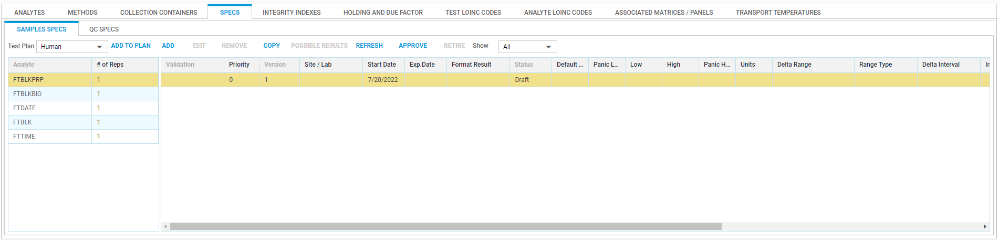 ANALYTES METHODS COLLECTION CONTAINERS SPECS INTEGRITY INDEXES HOLDING AND DUE FACTOR TEST LOINC CODES ANALYTE LOINC CODES ASSOCIATED MATRICES / PANELS TRANSPORT TEMPERATURES
SAMPLES SPECS QC SPECS
Test Plan Human ADD TO PLAN ADD EDIT REMOVE COPY POSSIBLE RESULTS REFRESH APPROVE RETIRE Show All
Analyte # of Reps Validation Priority Version Site / Lab Start Date Exp.Date Format Result Status Default ... Panic L... Low High Panic H... Units Delta Range Range Type Delta Interval In
FTBLKPRP 1 0 1 7/20/2022 Draft
FTBLKBIO 1
FTDATE 1
FTBLK 1
FTTIME 1